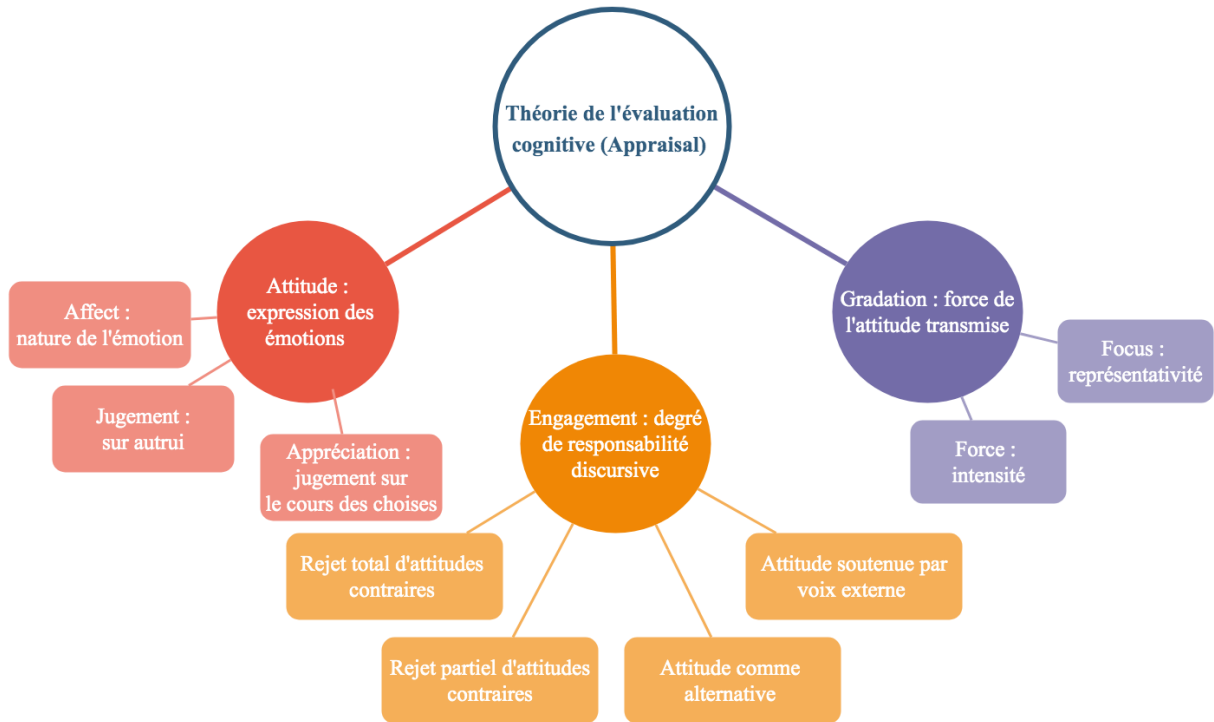 Théorie de l'évaluation
cognitive (Appraisal)
Attitude :
expression des
émotions
Affect :
nature de l'émotion
Jugement :
sur autrui
Appréciation :
jugement sur
le cours des choises
Engagement : degré
de responsabilité
discursive
Rejet total d'attitudes
contraires
Rejet partiel d'attitudes
contraires
Attitude comme
alternative
Attitude soutenue par
voix externe
Gradation : force de
l'attitude transmise
Focus :
représentativité
Force :
intensité